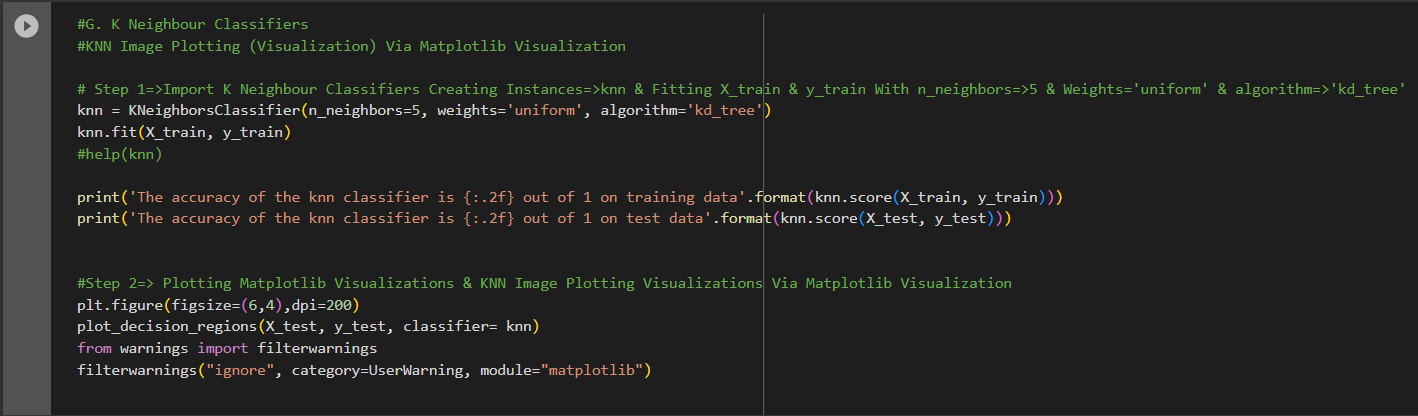 #G. K Neighbour Classifiers
#KNN Image Plotting (Visualization) Via Matplotlib Visualization
# Step 1=>Import K Neighbour Classifiers Creating Instances=>knn & Fitting X_train & y_train With n_neighbors=>5 & Weights='uniform' & algorithm=>'kd_tree'
knn = KNeighborsClassifier(n_neighbors=5, weights='uniform', algorithm='kd_tree')
knn.fit(X_train, y_train)
#help(knn)
print('The accuracy of the knn classifier is {:.2f} out of 1 on training data'.format(knn.score(X_train, y_train)))
print('The accuracy of the knn classifier is {:.2f} out of 1 on test data'.format(knn.score(X_test, y_test)))
#Step 2=> Plotting Matplotlib Visualizations & KNN Image Plotting Visualizations Via Matplotlib Visualization
plt.figure(figsize=(6,4),dpi=200)
plot_decision_regions(X_test, y_test, classifier= knn)
from warnings import filterwarnings
filterwarnings("ignore", category=UserWarning, module="matplotlib")